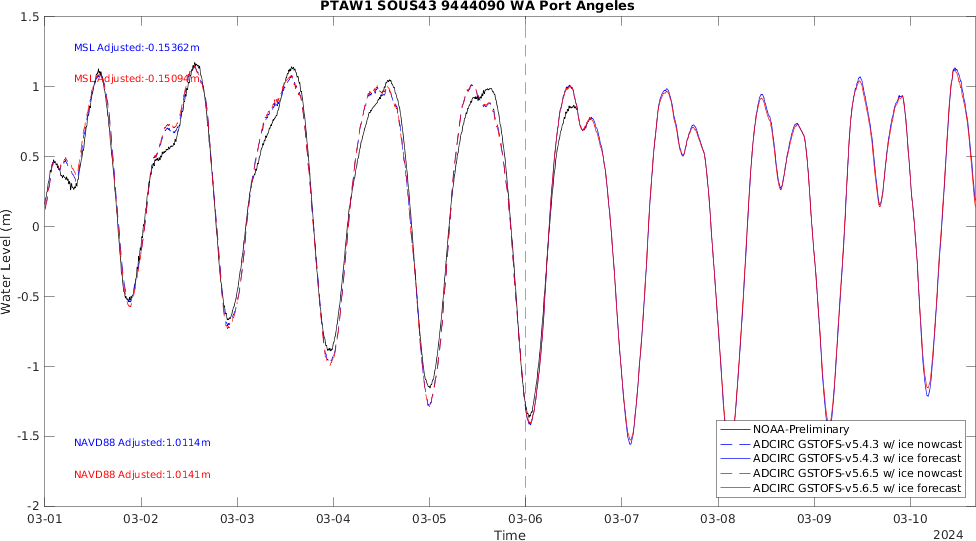 PTAW1 SOUS43 9444090 WA Port Angeles
1.5
1
0.5
0
-0.5
-1
-1.5
-2
Water Level (m)
MSL Adjusted:-0.15362m
MSL Adjusted:-0.15094m
NAVD88 Adjusted:1.0114m
NAVD88 Adjusted:1.0141m
NOAA-Preliminary
ADCIRC GSTOFS-v5.4.3 w/ ice nowcast
ADCIRC GSTOFS-v5.4.3 w/ ice forecast
ADCIRC GSTOFS-v5.6.5 w/ ice nowcast
ADCIRC GSTOFS-v5.6.5 w/ ice forecast
03-01 03-02 03-03 03-04 03-05 03-06 03-07 03-08 03-09 03-10
Time
2024